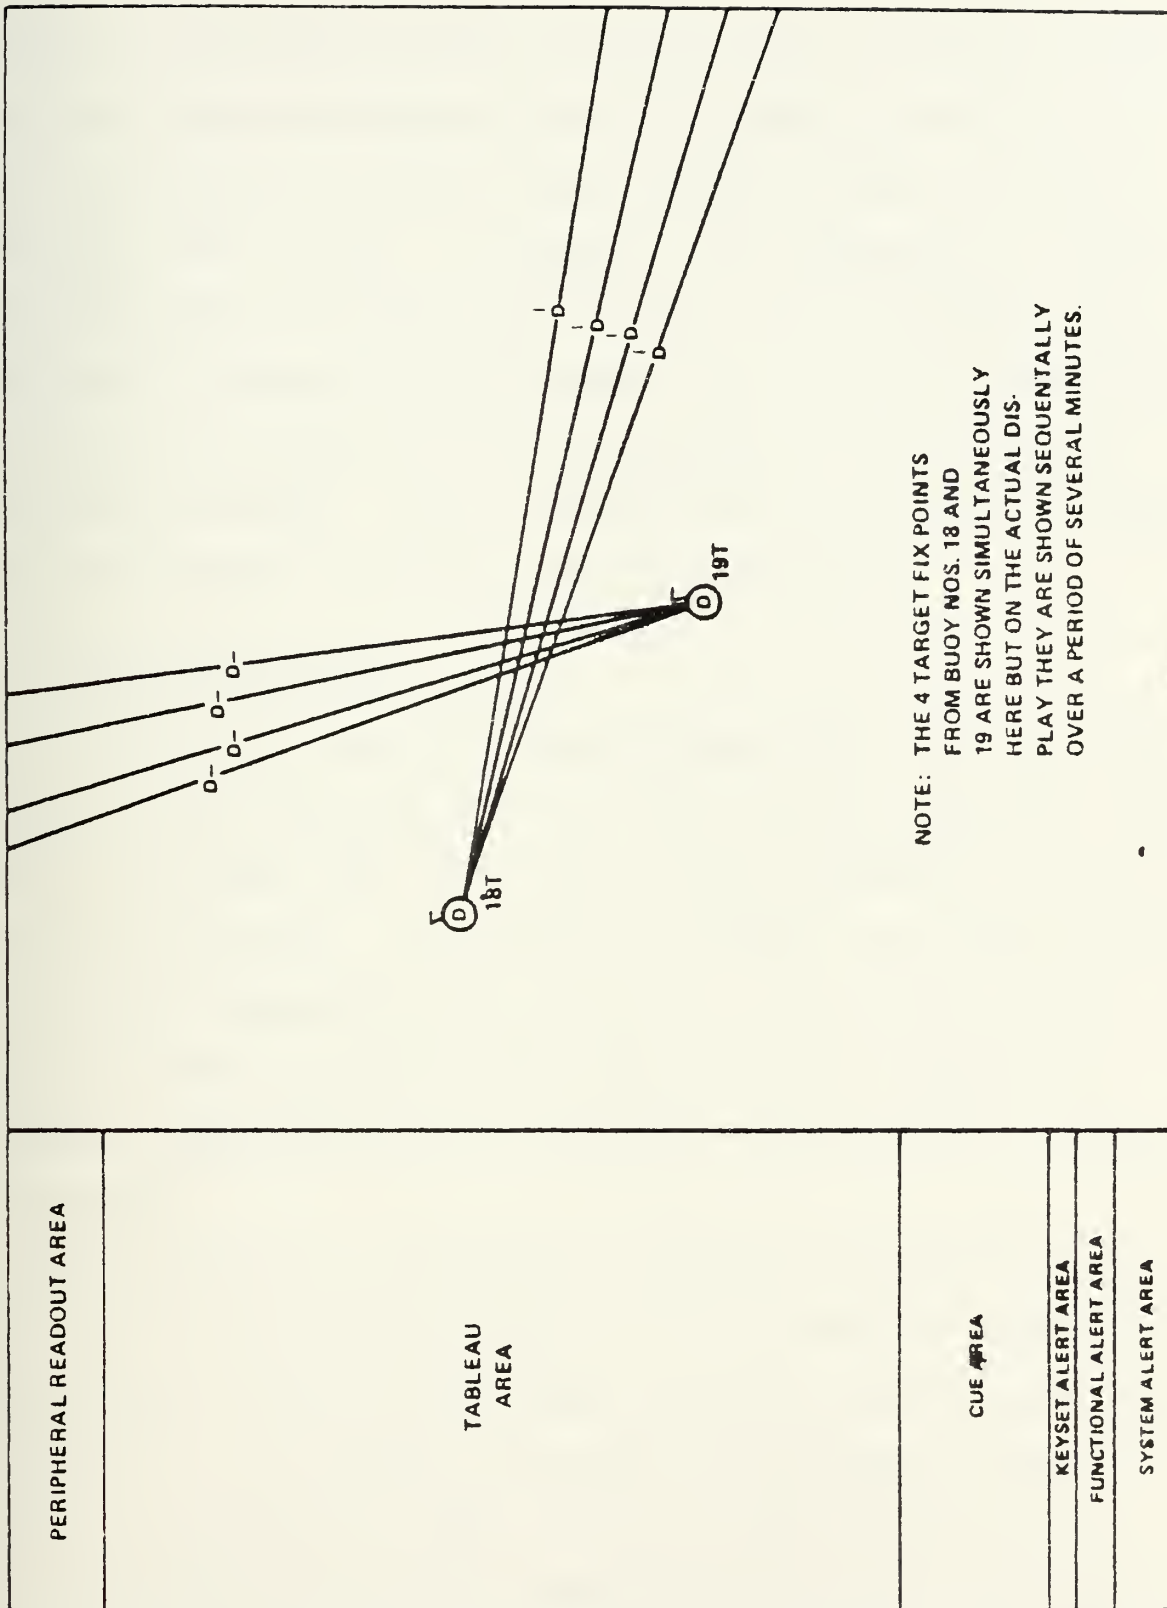 PERIPHERAL READOUT AREA
TABLEAU
AREA
CUE AREA
KEYSET ALERT AREA
FUNCTIONAL ALERT AREA
SYSTEM ALERT AREA
D
D
D
D
D
18T
D
19T
D
D
D
D
NOTE: THE 4 TARGET FIX POINTS
FROM BUOY NOS. 18 AND
19 ARE SHOWN SIMULTANEOUSLY
HERE BUT ON THE ACTUAL DIS-
PLAY THEY ARE SHOWN SEQUENTALLY
OVER A PERIOD OF SEVERAL MINUTES.